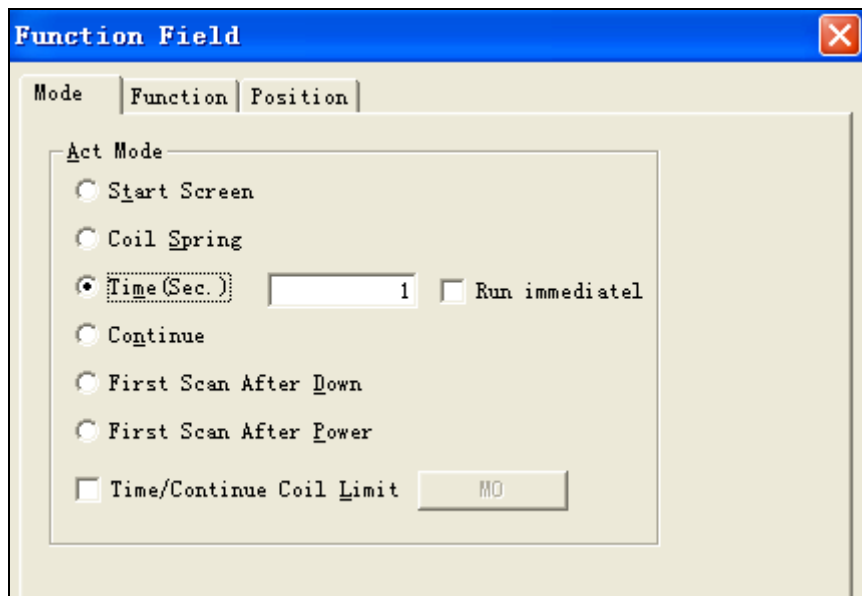 Function Field
Mode Function Position
Act Mode
Start Screen
Coil Spring
Time(Sec.) 1 Run immediatel
Continue
First Scan After Down
First Scan After Power
Time/Continue Coil Limit M0